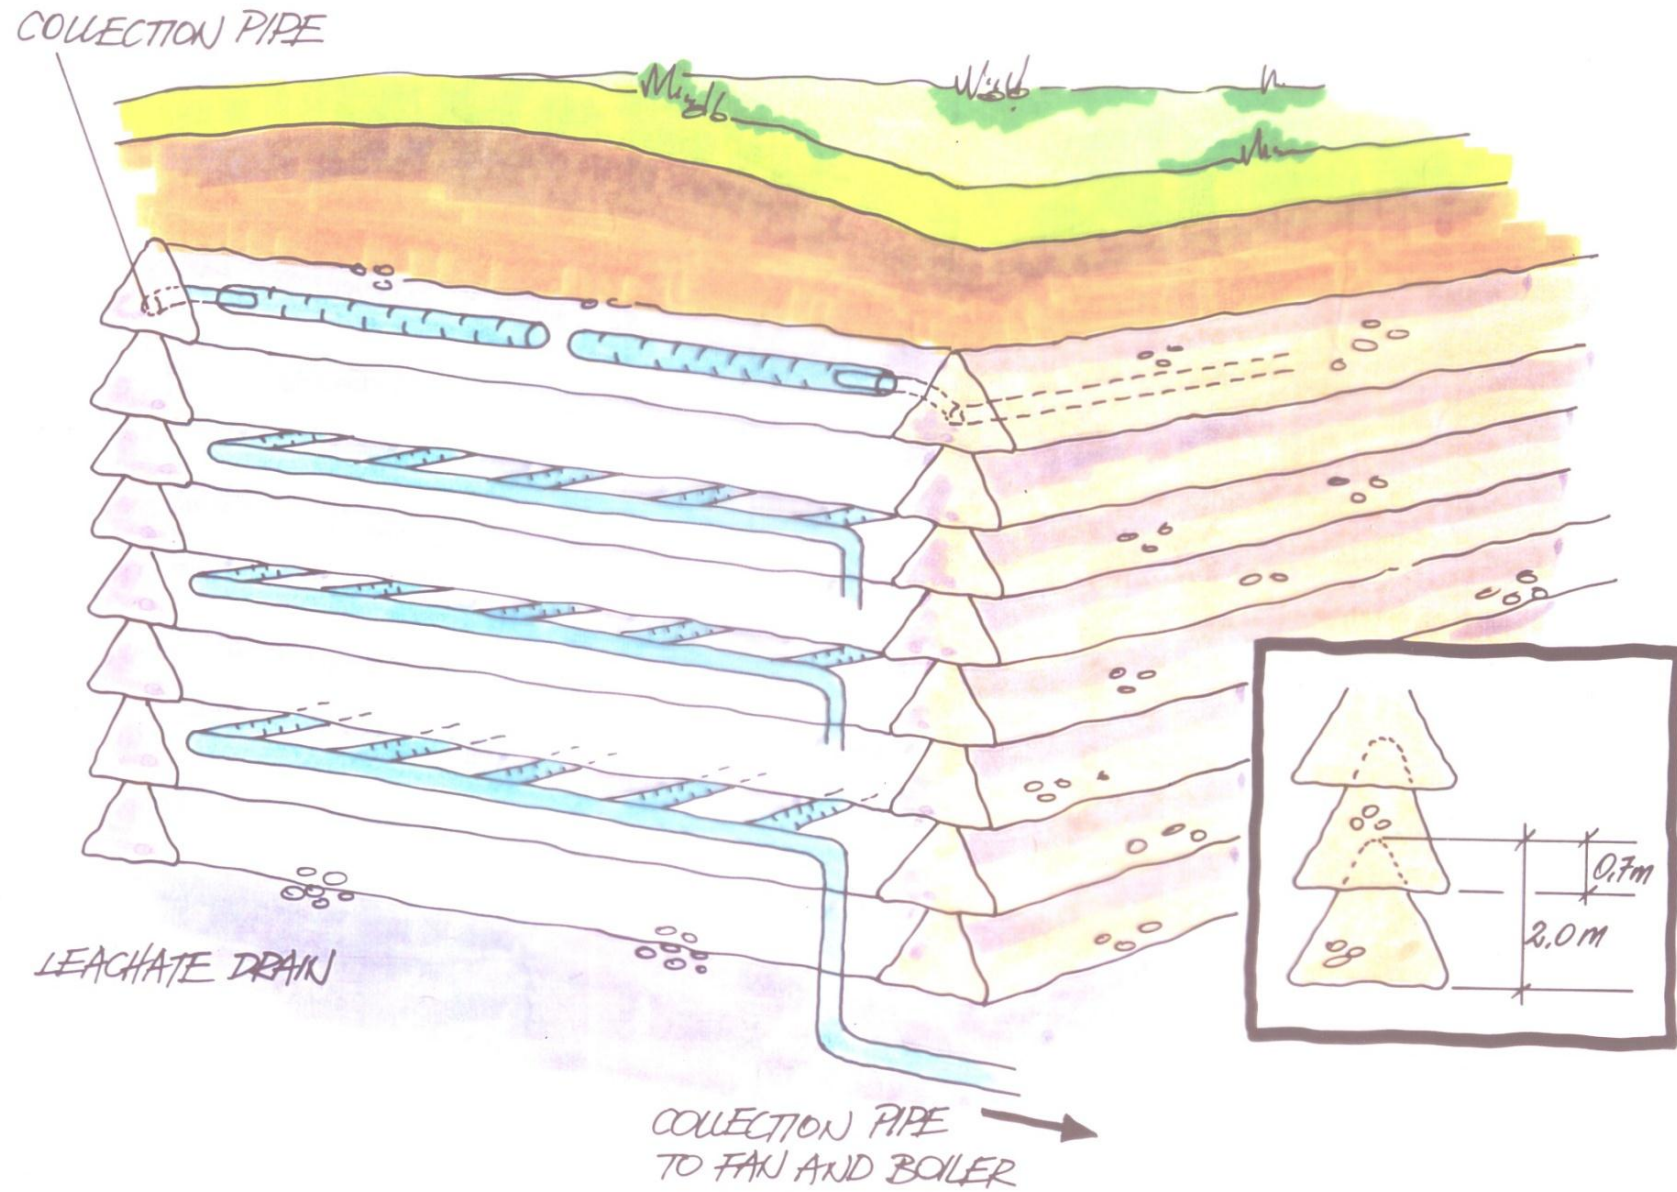 COLLECTION PIPE
0,7m
2,0m
LEACHATE DRAIN
COLLECTION PIPE
TO FAN AND BOILER